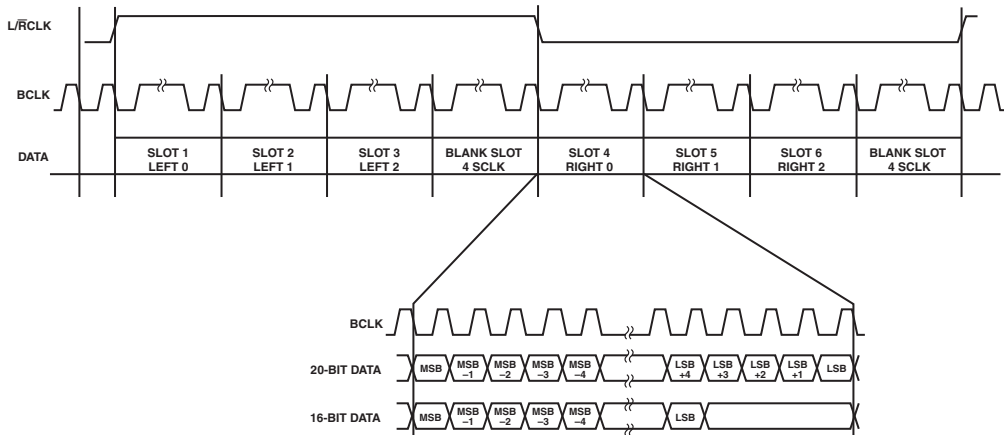 L/R̅CLK
BCLK
DATA
SLOT 1
LEFT 0
SLOT 2
LEFT 1
SLOT 3
LEFT 2
BLANK SLOT
4 SCLK
SLOT 4
RIGHT 0
SLOT 5
RIGHT 1
SLOT 6
RIGHT 2
BLANK SLOT
4 SCLK
BCLK
20-BIT DATA
MSB
MSB
–1
MSB
–2
MSB
–3
MSB
–4
LSB
+4
LSB
+3
LSB
+2
LSB
+1
LSB
16-BIT DATA
MSB
MSB
–1
MSB
–2
MSB
–3
MSB
–4
LSB